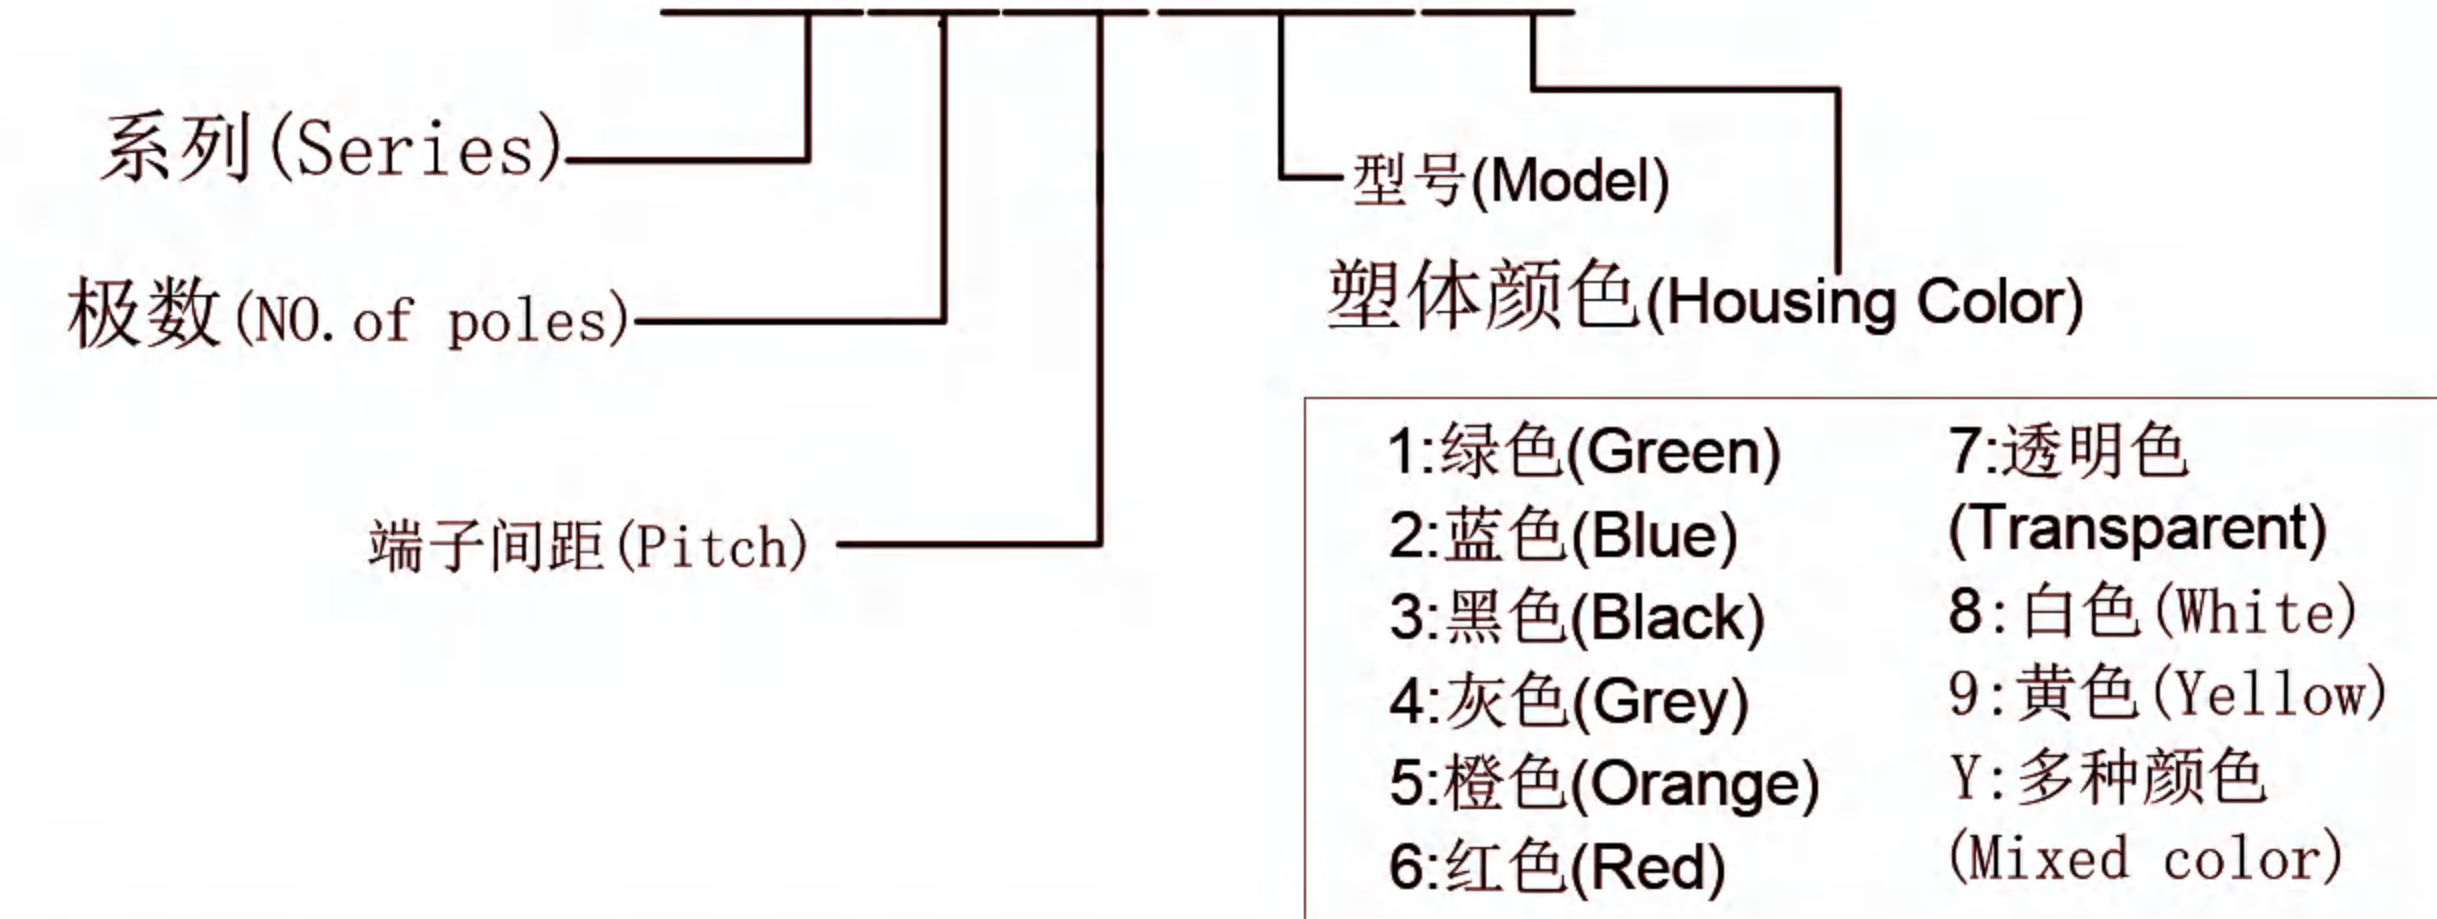 系列(Series)
型号(Model)
极数(NO.of poles)
塑体颜色(Housing Color)
端子间距(Pitch)
1:绿色(Green)
2:蓝色(Blue)
3:黑色(Black)
4:灰色(Grey)
5:橙色(Orange)
6:红色(Red)
7:透明色
(Transparent)
8:白色(White)
9:黄色(Yellow)
Y:多种颜色
(Mixed color)